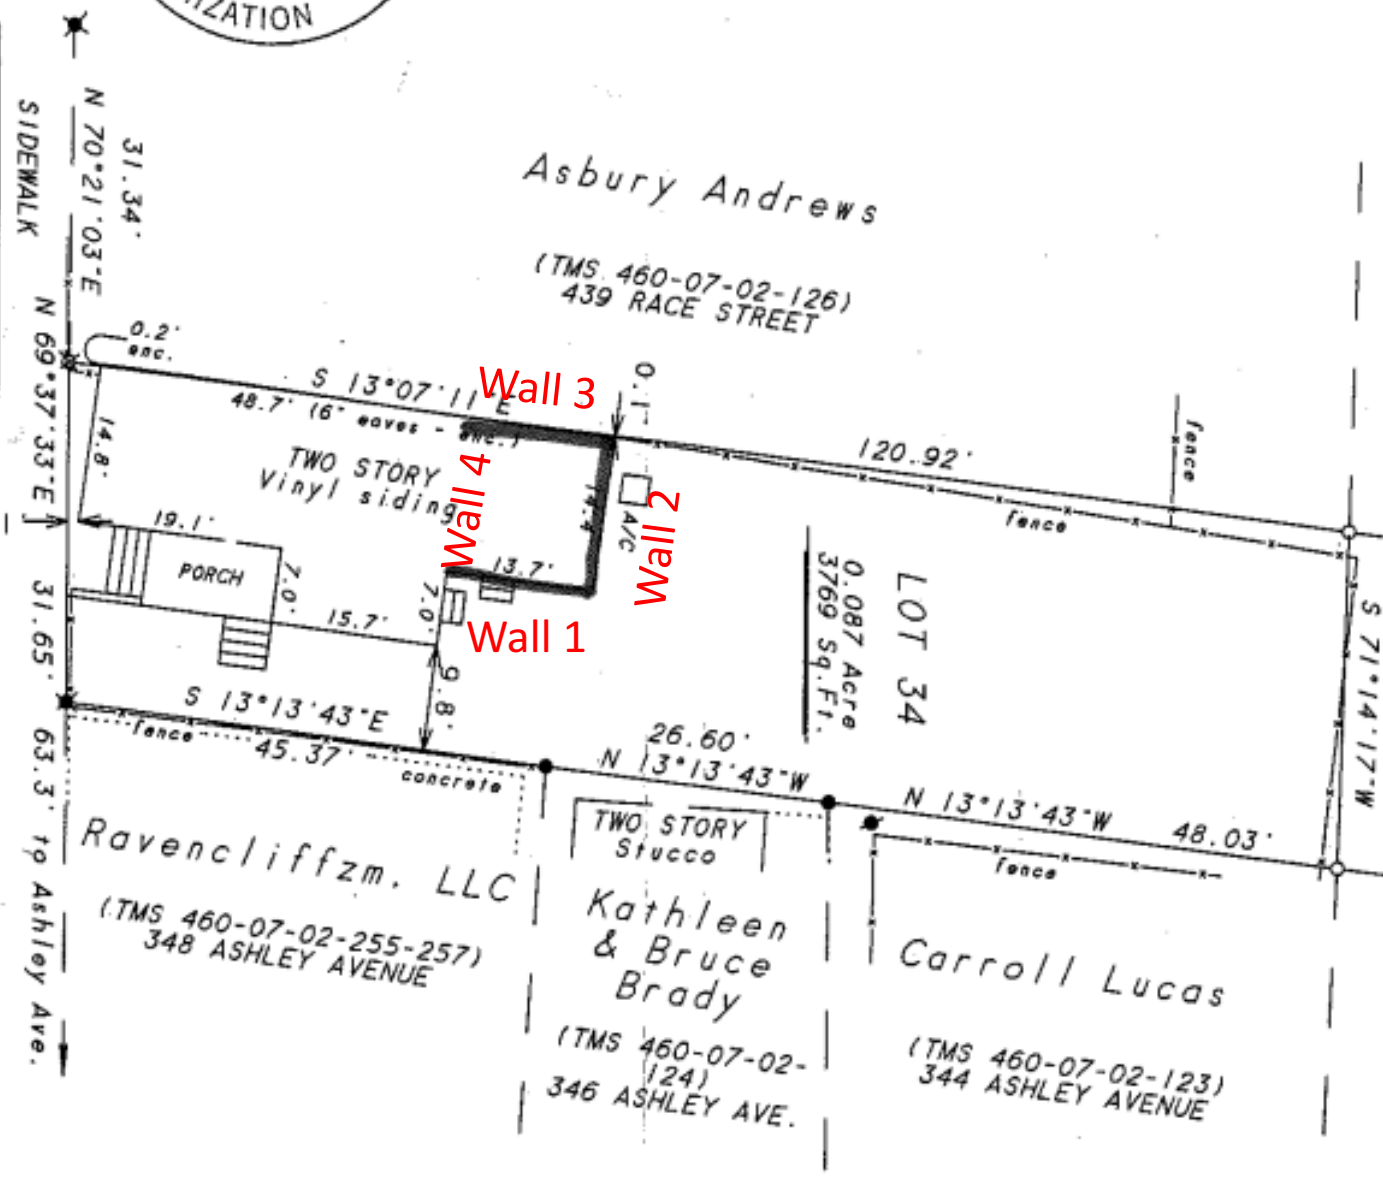 IZATION
SIDEWALK
N 70°21'03"E
31.34'
Asbury Andrews
(TMS 460-07-02-126)
439 RACE STREET
0.2'
enc.
N 69°37'33"E
S 13°07'11"E
48.7' (6" eaves - enc.)
Wall 3
0.1'
120.92'
fence
fence
14.8'
TWO STORY
Vinyl siding
Wall 4
14.4'
A/C
Wall 2
19.1'
PORCH
7.0'
13.7'
7.0'
Wall 1
15.7'
9.8'
LOT 34
0.087 Acre
3769 Sq.Ft.
S 71°14'17"W
31.65'
S 13°13'43"E
fence
45.37'
concrete
26.60'
N 13°13'43"W
N 13°13'43"W
48.03'
fence
TWO STORY
Stucco
63.3' to Ashley Ave.
Ravencliffzm, LLC
(TMS 460-07-02-255-257)
348 ASHLEY AVENUE
Kathleen
& Bruce
Brady
(TMS 460-07-02-
124)
346 ASHLEY AVE.
Carroll Lucas
(TMS 460-07-02-123)
344 ASHLEY AVENUE